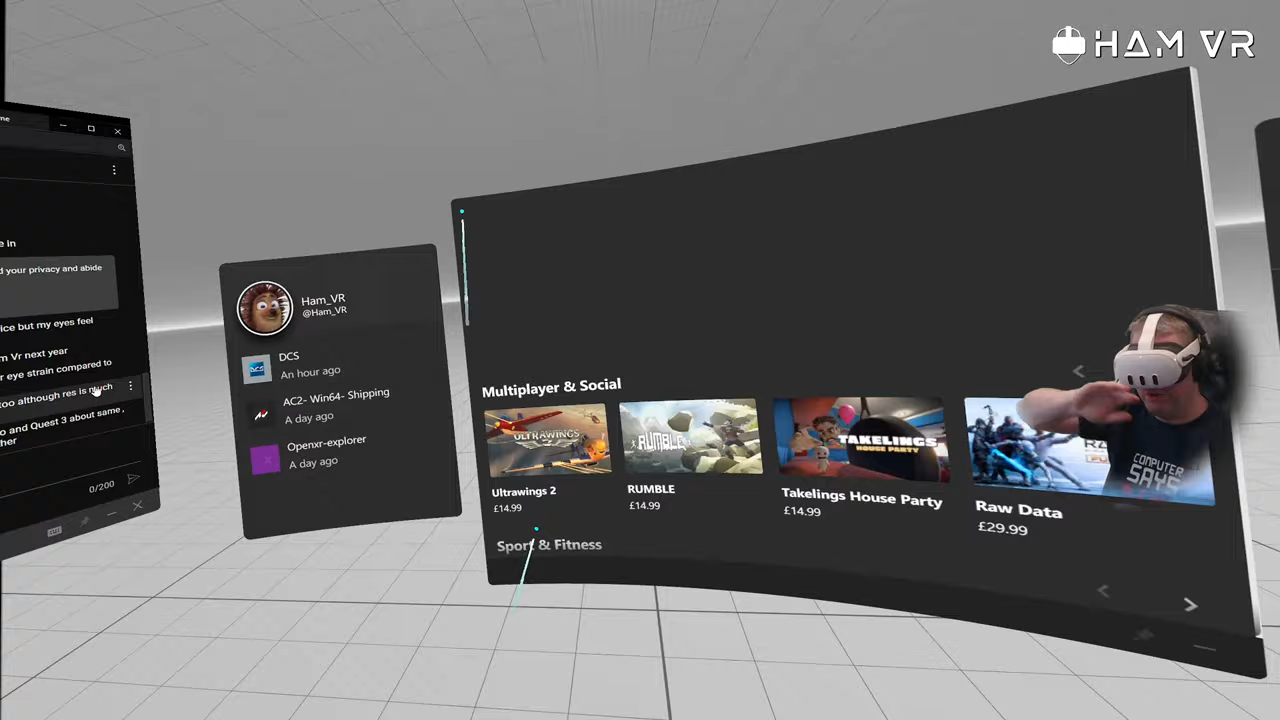 HAM VR
me
e in
d your privacy and abide
ice but my eyes feel
m Vr next year
r eye strain compared to
too although res is much
o and Quest 3 about same ,
her
0/200
Ham_VR
@Ham_VR
DCS
An hour ago
AC2- Win64- Shipping
A day ago
Openxr-explorer
A day ago
Multiplayer & Social
ULTRAWINGS
RUMBLE
TAKELINGS
HOUSE PARTY
Ultrawings 2
£14.99
RUMBLE
£14.99
Takelings House Party
£14.99
Raw Data
£29.99
Sport & Fitness
COMPUTER
SAYS